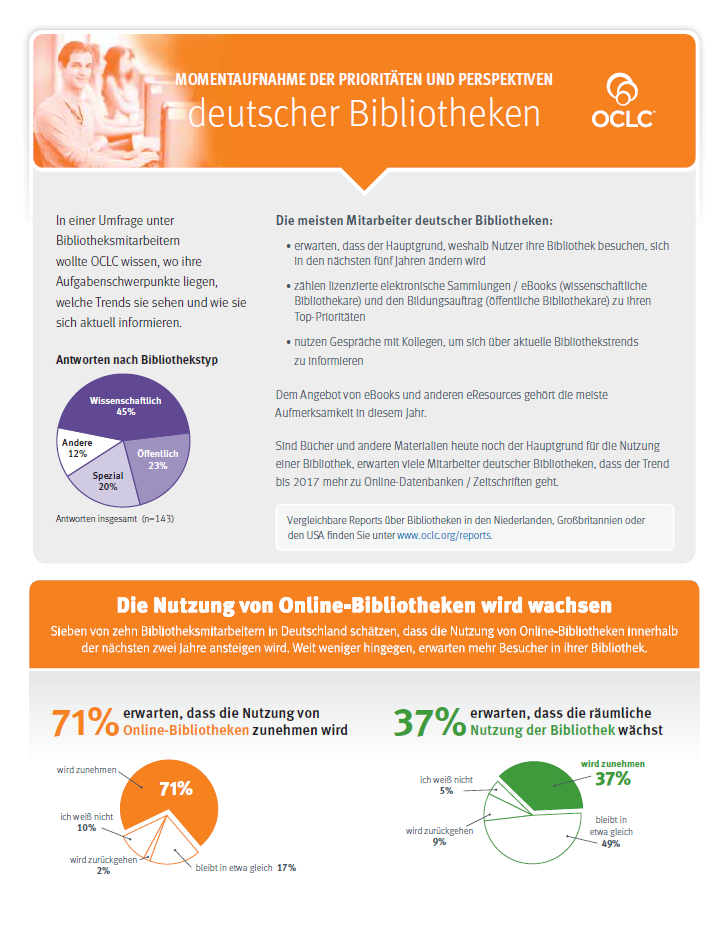 MOMENTAUFNAHME DER PRIORITÄTEN UND PERSPEKTIVEN
deutscher Bibliotheken
OCLC
In einer Umfrage unter
Bibliotheksmitarbeitern
wollte OCLC wissen, wo ihre
Aufgabenschwerpunkte liegen,
welche Trends sie sehen und wie sie
sich aktuell informieren.
Antworten nach Bibliothekstyp
Wissenschaftlich
45%
Andere
12%
Öffentlich
23%
Spezial
20%
Antworten insgesamt (n=143)
Die meisten Mitarbeiter deutscher Bibliotheken:
• erwarten, dass der Hauptgrund, weshalb Nutzer ihre Bibliothek besuchen, sich
in den nächsten fünf Jahren ändern wird
• zählen lizenzierte elektronische Sammlungen / eBooks (wissenschaftliche
Bibliothekare) und den Bildungsauftrag (öffentliche Bibliothekare) zu ihren
Top-Prioritäten
• nutzen Gespräche mit Kollegen, um sich über aktuelle Bibliothekstrends
zu informieren
Dem Angebot von eBooks und anderen eResources gehört die meiste
Aufmerksamkeit in diesem Jahr.
Sind Bücher und andere Materialien heute noch der Hauptgrund für die Nutzung
einer Bibliothek, erwarten viele Mitarbeiter deutscher Bibliotheken, dass der Trend
bis 2017 mehr zu Online-Datenbanken / Zeitschriften geht.
Vergleichbare Reports über Bibliotheken in den Niederlanden, Großbritannien oder
den USA finden Sie unter www.oclc.org/reports.
Die Nutzung von Online-Bibliotheken wird wachsen
Sieben von zehn Bibliotheksmitarbeitern in Deutschland schätzen, dass die Nutzung von Online-Bibliotheken innerhalb
der nächsten zwei Jahre ansteigen wird. Weit weniger hingegen, erwarten mehr Besucher in ihrer Bibliothek.
71% erwarten, dass die Nutzung von
Online-Bibliotheken zunehmen wird
wird zunehmen
71%
ich weiß nicht
10%
wird zurückgehen
2%
bleibt in etwa gleich 17%
37% erwarten, dass die räumliche
Nutzung der Bibliothek wächst
wird zunehmen
37%
ich weiß nicht
5%
wird zurückgehen
9%
bleibt in
etwa gleich
49%